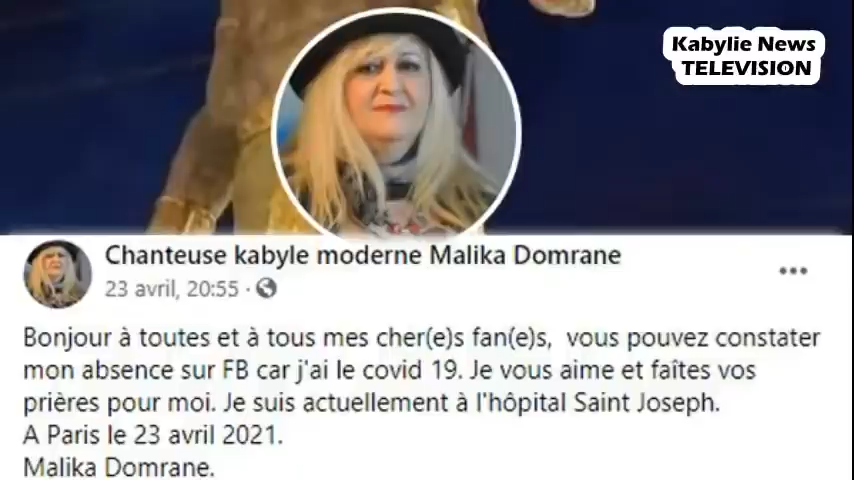 Kabylie News
TELEVISION
Chanteuse kabyle moderne Malika Domrane
23 avril, 20:55 ·
Bonjour à toutes et à tous mes cher(e)s fan(e)s, vous pouvez constater
mon absence sur FB car j'ai le covid 19. Je vous aime et faîtes vos
prières pour moi. Je suis actuellement à l'hôpital Saint Joseph.
A Paris le 23 avril 2021.
Malika Domrane.